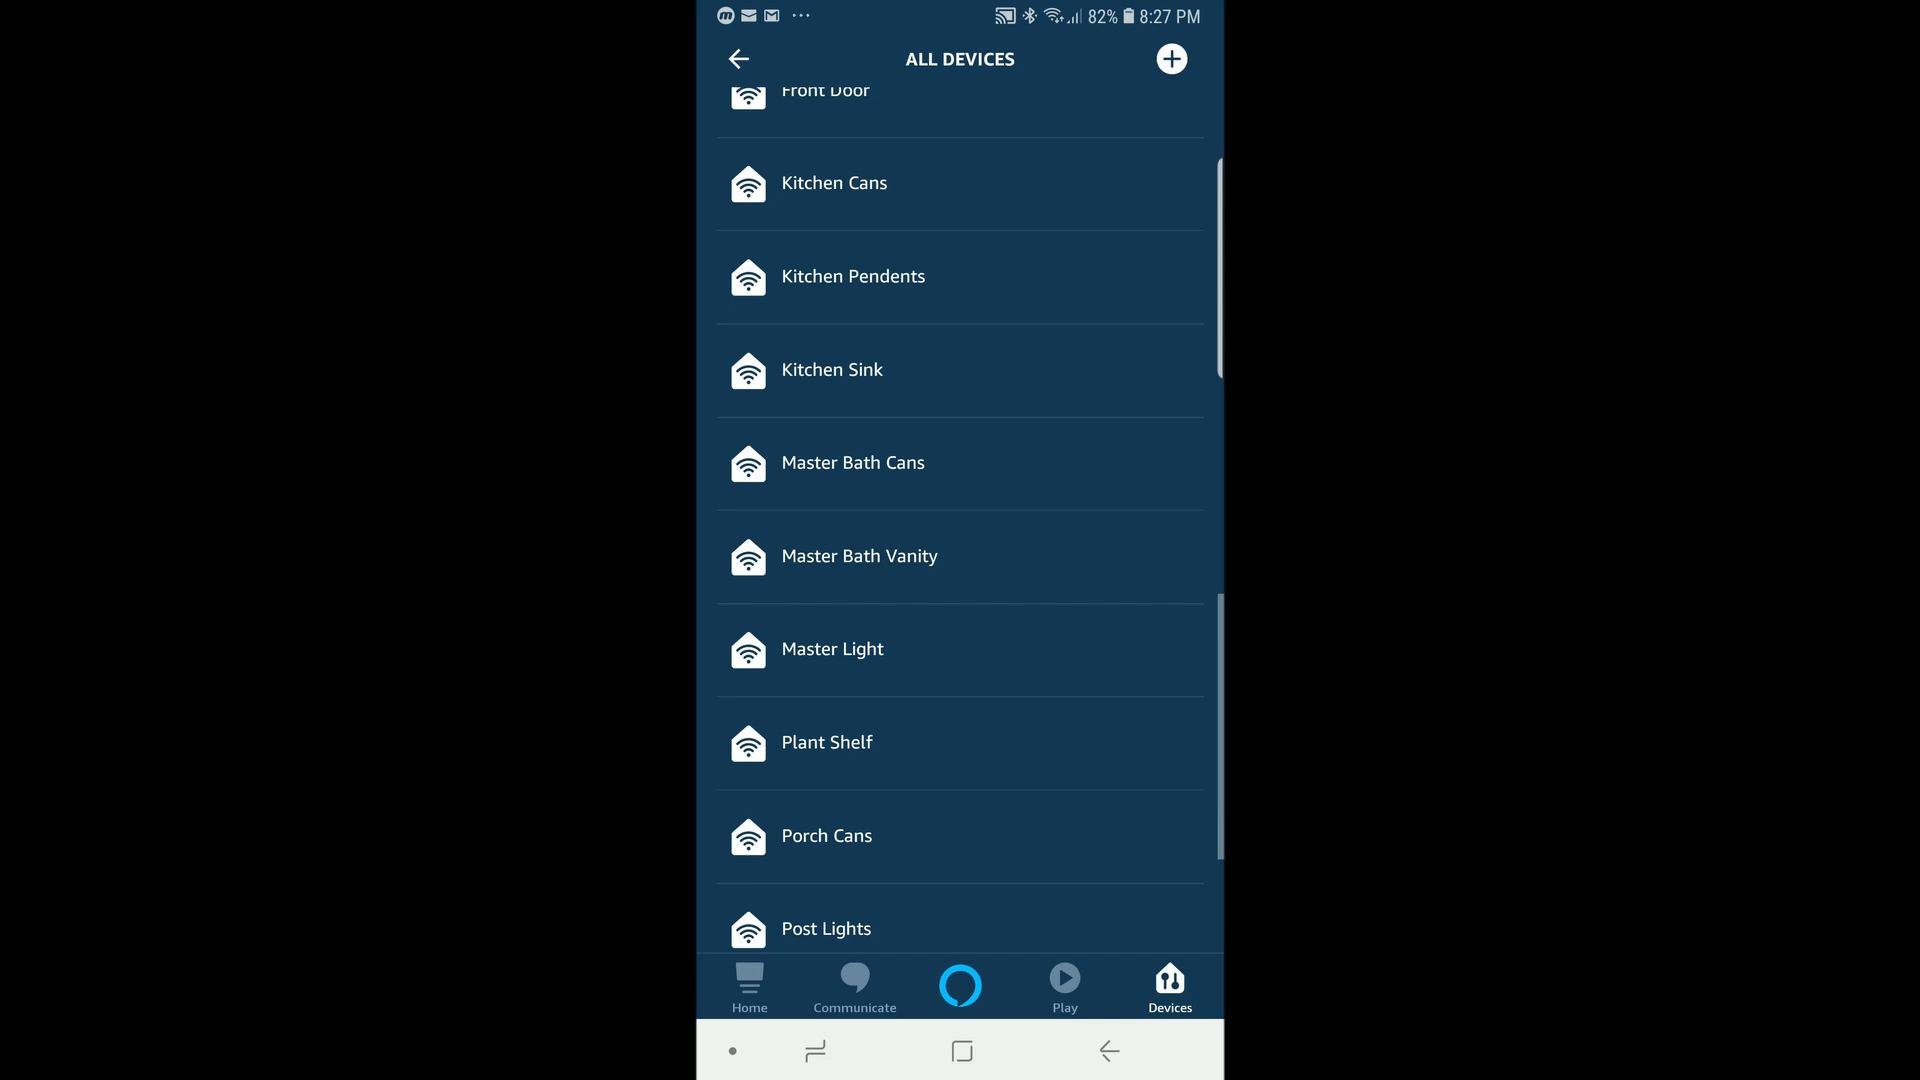 82% 8:27 PM
ALL DEVICES
Front Door
Kitchen Cans
Kitchen Pendents
Kitchen Sink
Master Bath Cans
Master Bath Vanity
Master Light
Plant Shelf
Porch Cans
Post Lights
Home Communicate Play Devices